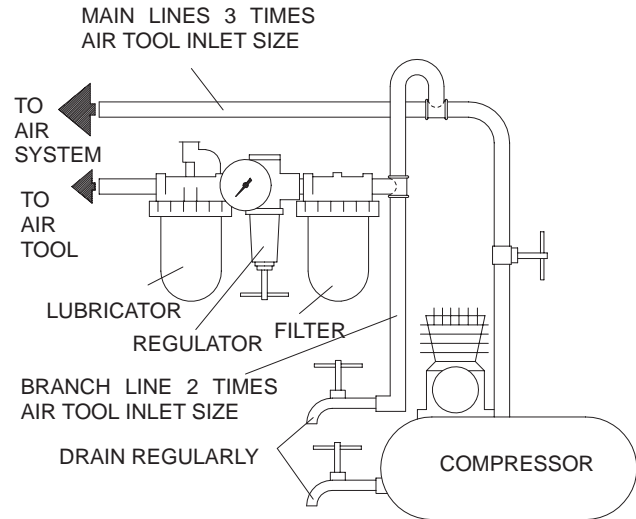 MAIN LINES 3 TIMES
AIR TOOL INLET SIZE
TO
AIR
SYSTEM
TO
AIR
TOOL
LUBRICATOR
REGULATOR
FILTER
BRANCH LINE 2 TIMES
AIR TOOL INLET SIZE
DRAIN REGULARLY
COMPRESSOR